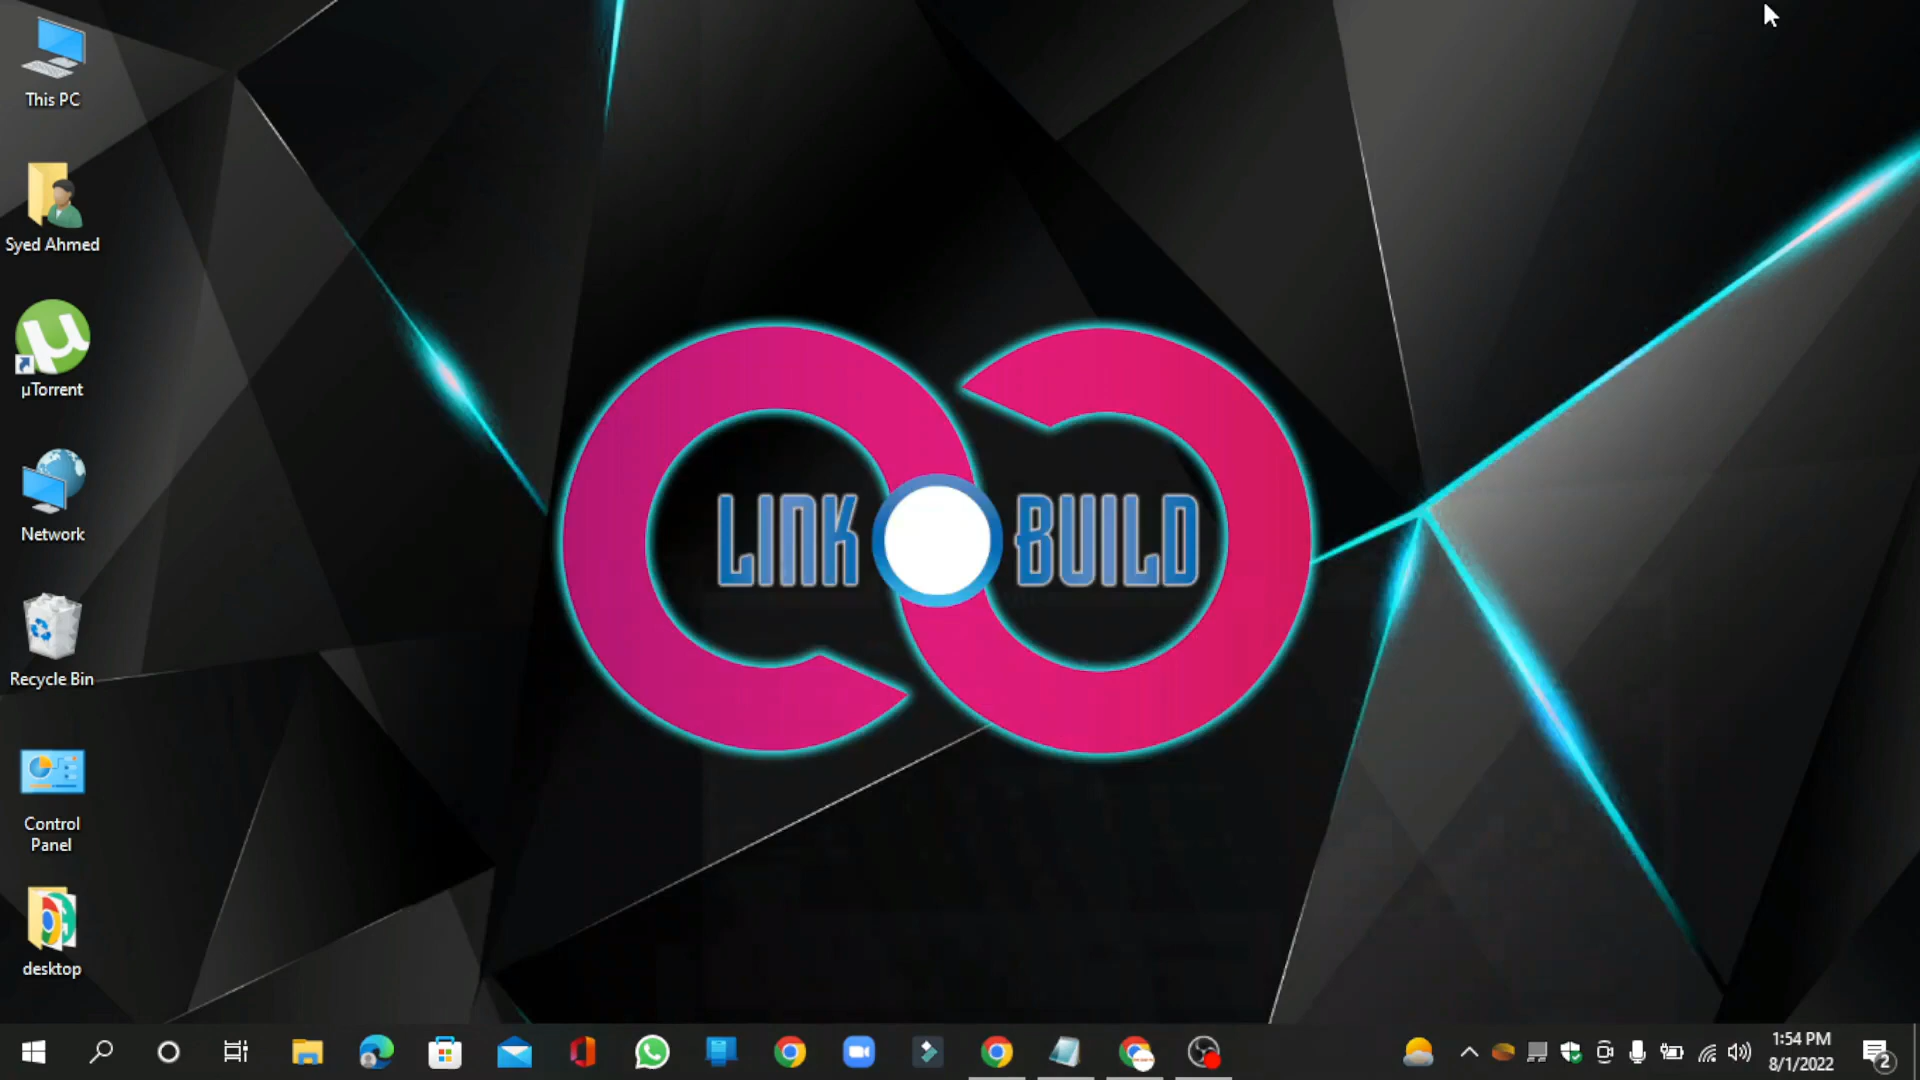 This PC
Syed Ahmed
µTorrent
Network
Recycle Bin
Control
Panel
desktop
LINK BUILD
1:54 PM
8/1/2022
2